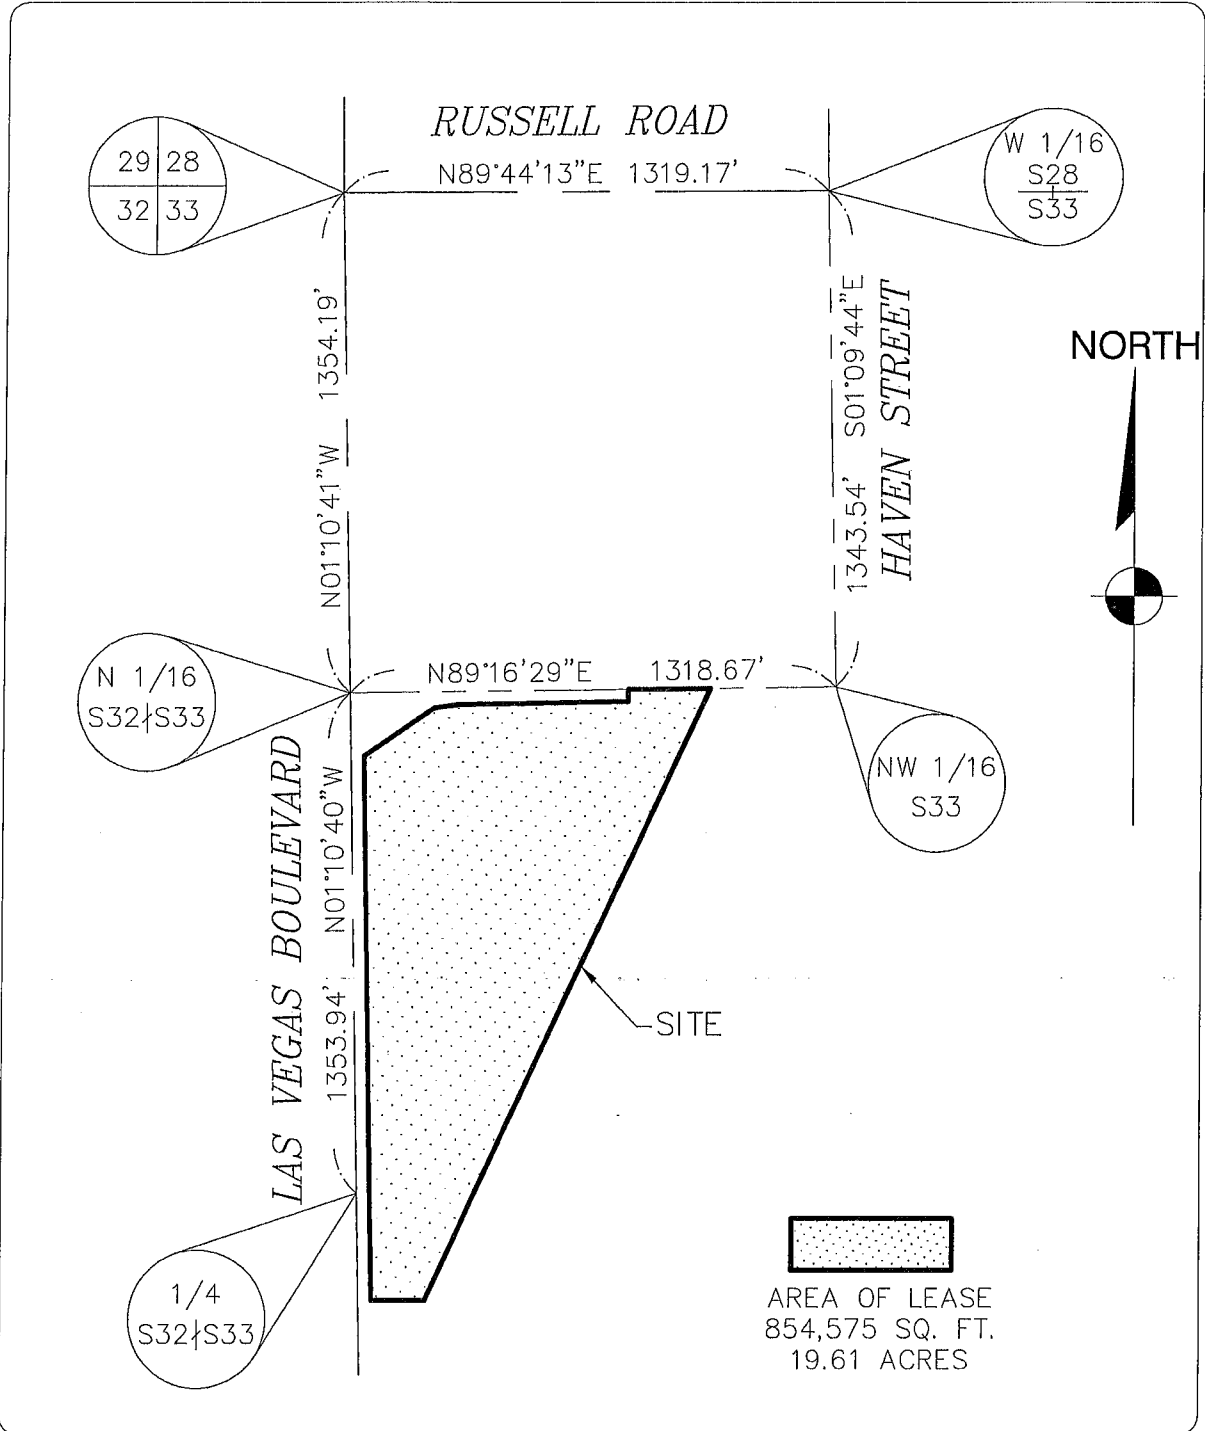 RUSSELL ROAD
N89°44'13"E 1319.17'
29 28
32 33
W 1/16
S28
S33
N01°10'41"W 1354.19'
1343.54' S01°09'44"E
HAVEN STREET
NORTH
N89°16'29"E 1318.67'
N 1/16
S32 S33
NW 1/16
S33
LAS VEGAS BOULEVARD
1353.94' N01°10'40"W
SITE
1/4
S32 S33
AREA OF LEASE
854,575 SQ. FT.
19.61 ACRES